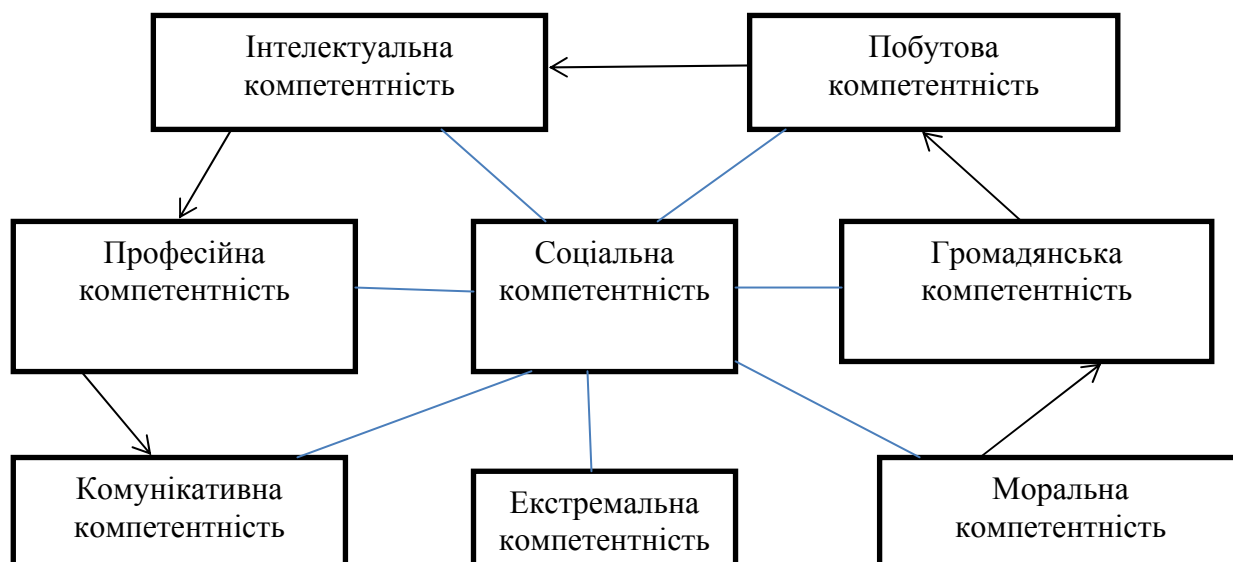 Інтелектуальна
компетентність
Побутова
компетентність
Професійна
компетентність
Соціальна
компетентність
Громадянська
компетентність
Комунікативна
компетентність
Екстремальна
компетентність
Моральна
компетентність